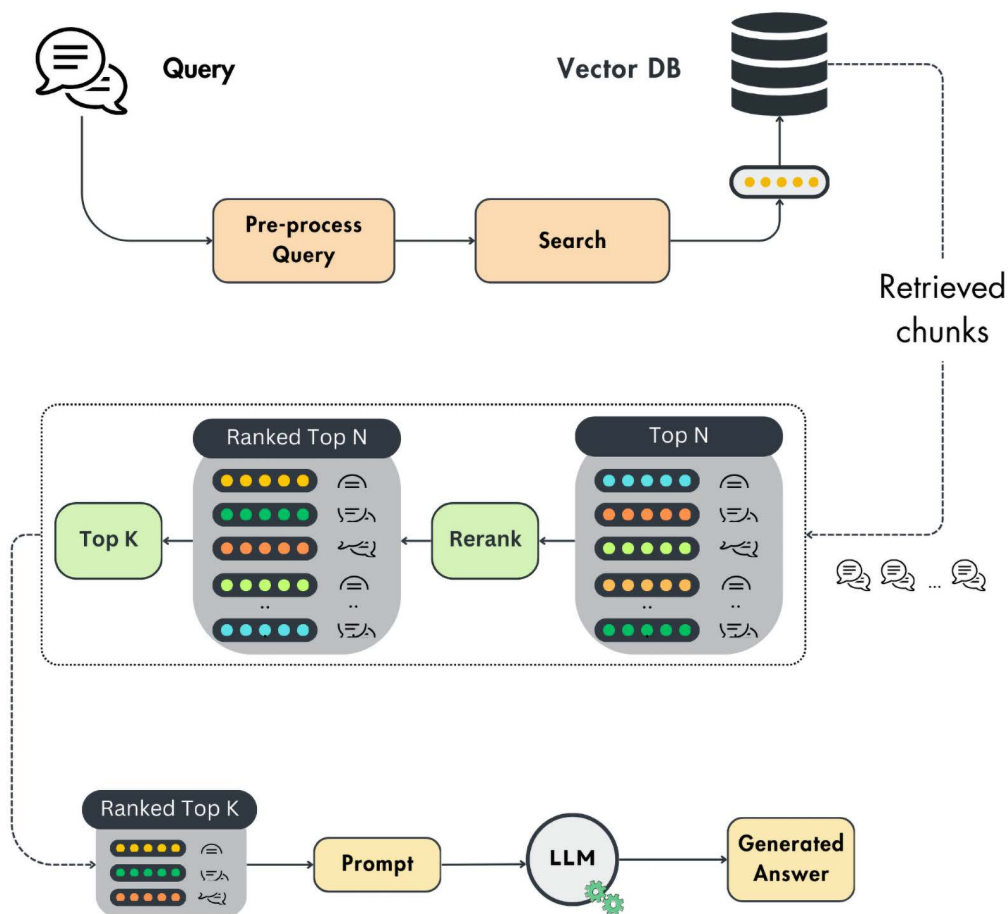 Query
Vector DB
Pre-process
Query
Search
Retrieved
chunks
Ranked Top N
Top N
Top K
Rerank
..
..
..
..
...
Ranked Top K
Prompt
LLM
Generated
Answer